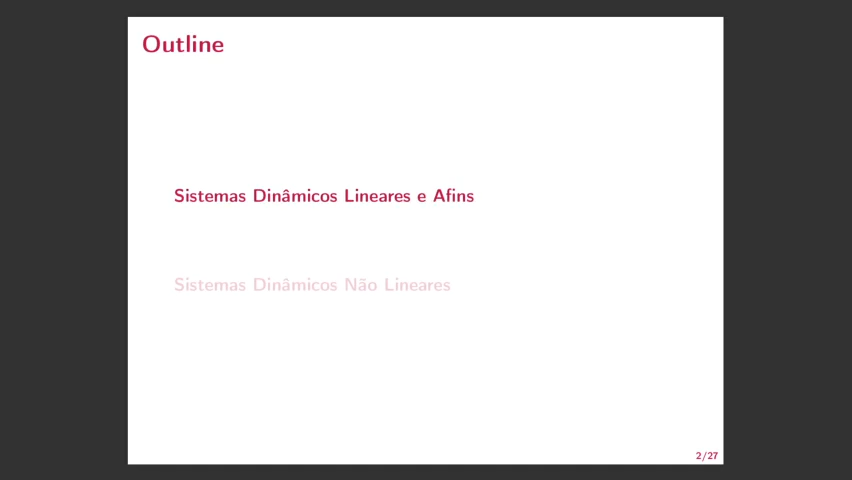 Outline
Sistemas Dinâmicos Lineares e Afins
Sistemas Dinâmicos Não Lineares
2/27